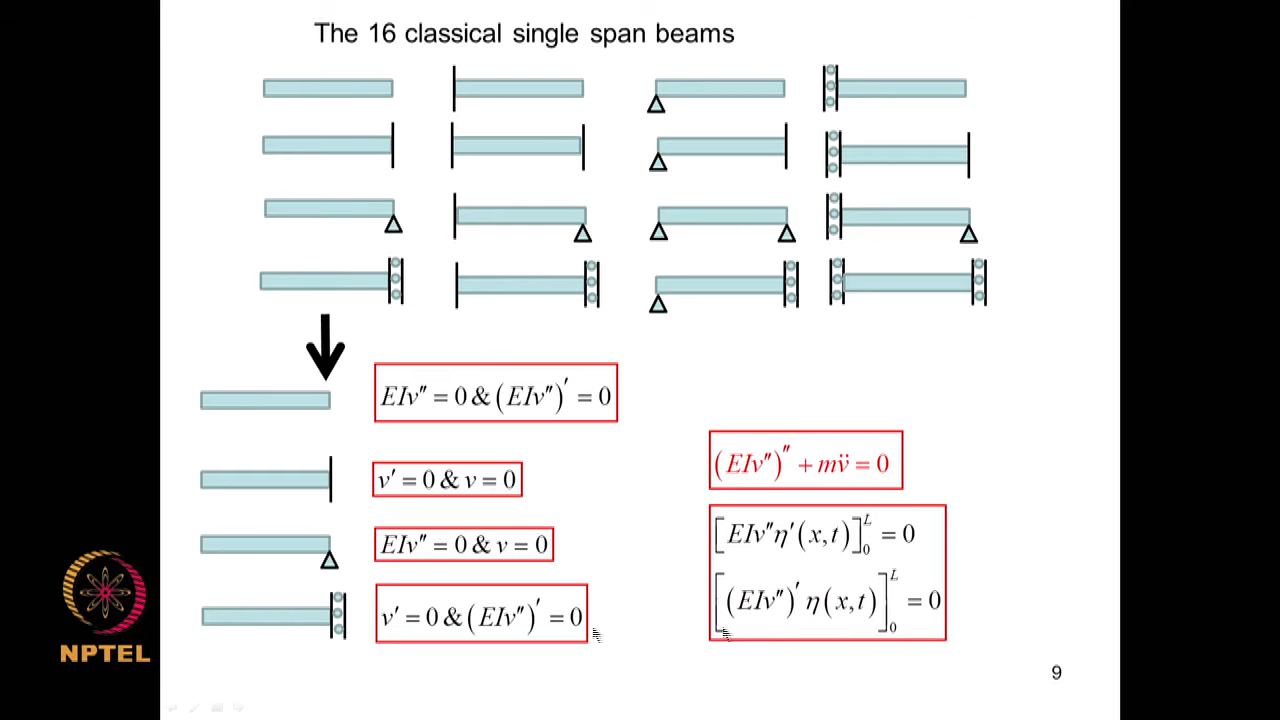 The 16 classical single span beams
EIv″ = 0 & (EIv″)′ = 0
v′ = 0 & v = 0
EIv″ = 0 & v = 0
v′ = 0 & (EIv″)′ = 0
(EIv″)″ + mv̈ = 0
[EIv″η′(x,t)]₀ᴸ = 0
[(EIv″)′ η(x,t)]₀ᴸ = 0
NPTEL
9